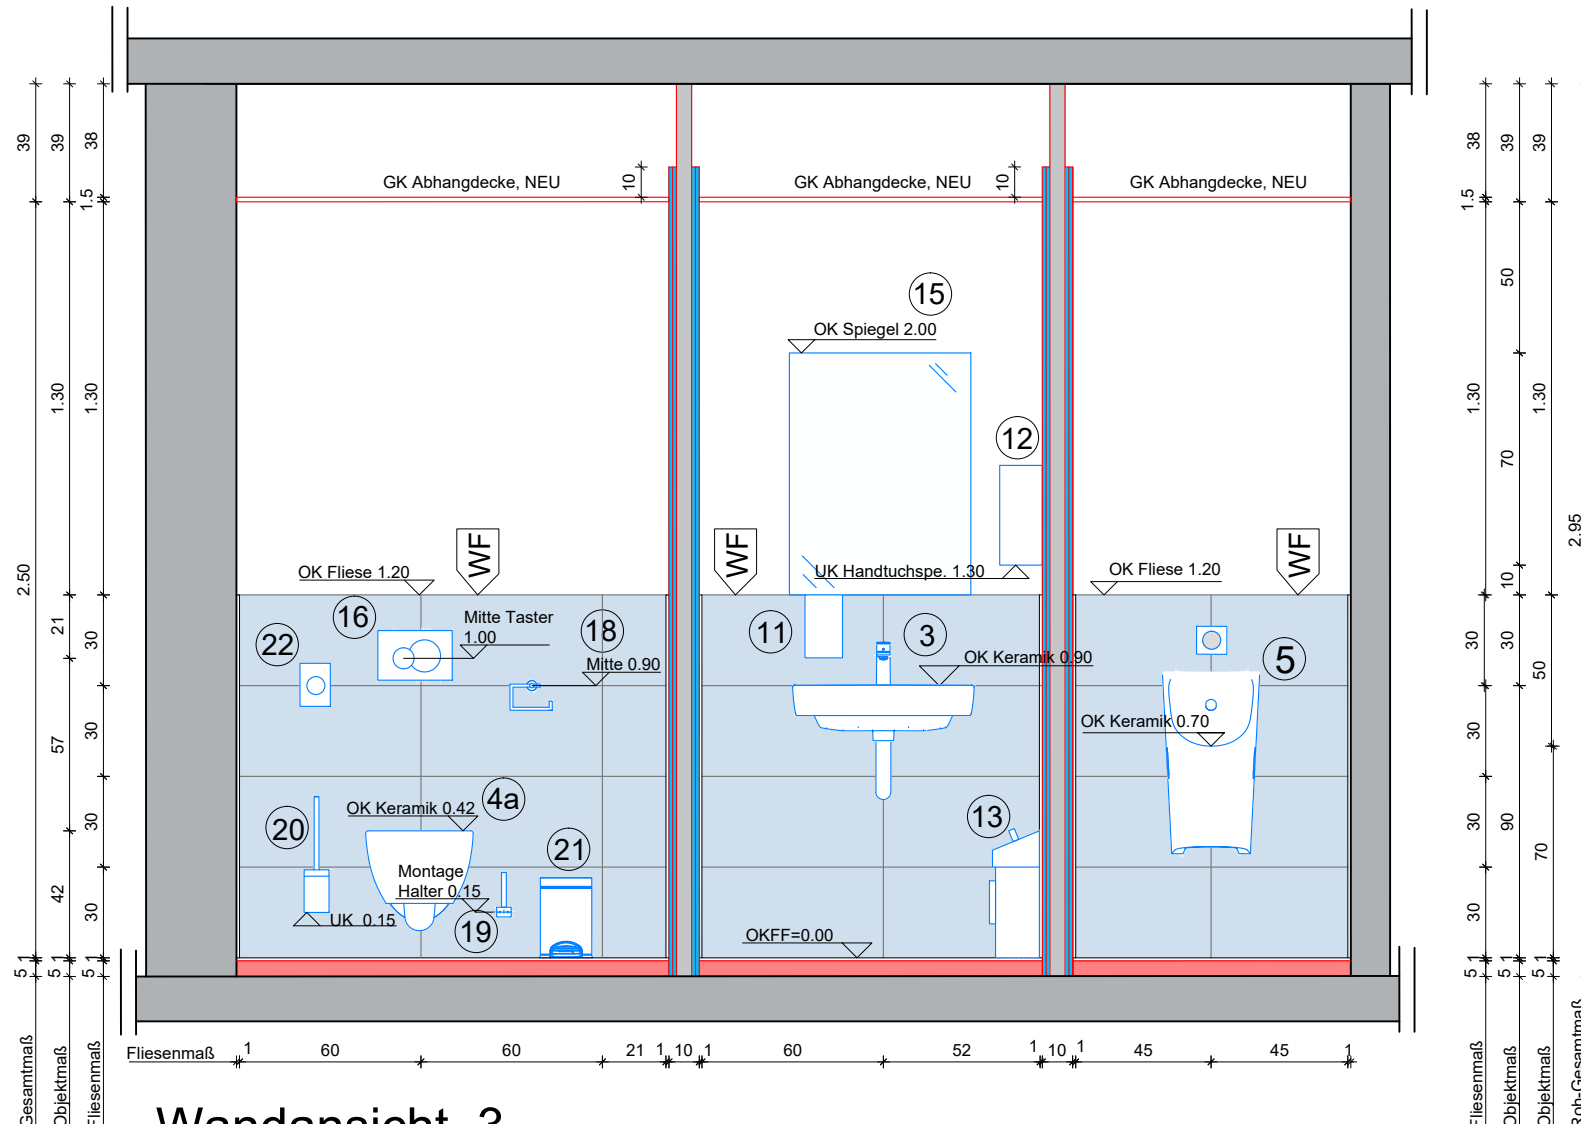 GK Abhangdecke, NEU
GK Abhangdecke, NEU
GK Abhangdecke, NEU
10
10
15
OK Spiegel 2.00
12
UK Handtuchspe. 1.30
WF
WF
WF
OK Fliese 1.20
OK Fliese 1.20
16
Mitte Taster
1.00
18
22
Mitte 0.90
11
3
OK Keramik 0.90
5
OK Keramik 0.70
20
OK Keramik 0.42
4a
21
13
Montage
Halter 0.15
UK 0.15
19
OKFF=0.00
39
2.50
1
5
Gesamtmaß
39
1.30
21
57
42
1
5
Objektmaß
38
1.5
1.30
30
30
30
30
1
5
Fliesenmaß
38
1.5
1.30
30
30
30
30
1
5
Fliesenmaß
39
50
70
10
30
90
1
5
Objektmaß
39
1.30
50
70
1
5
Objektmaß
2.95
Roh-Gesamtmaß
Fliesenmaß 1 60 60 21 1 10 1 60 52 1 10 1 45 45 1
Wandansicht 3